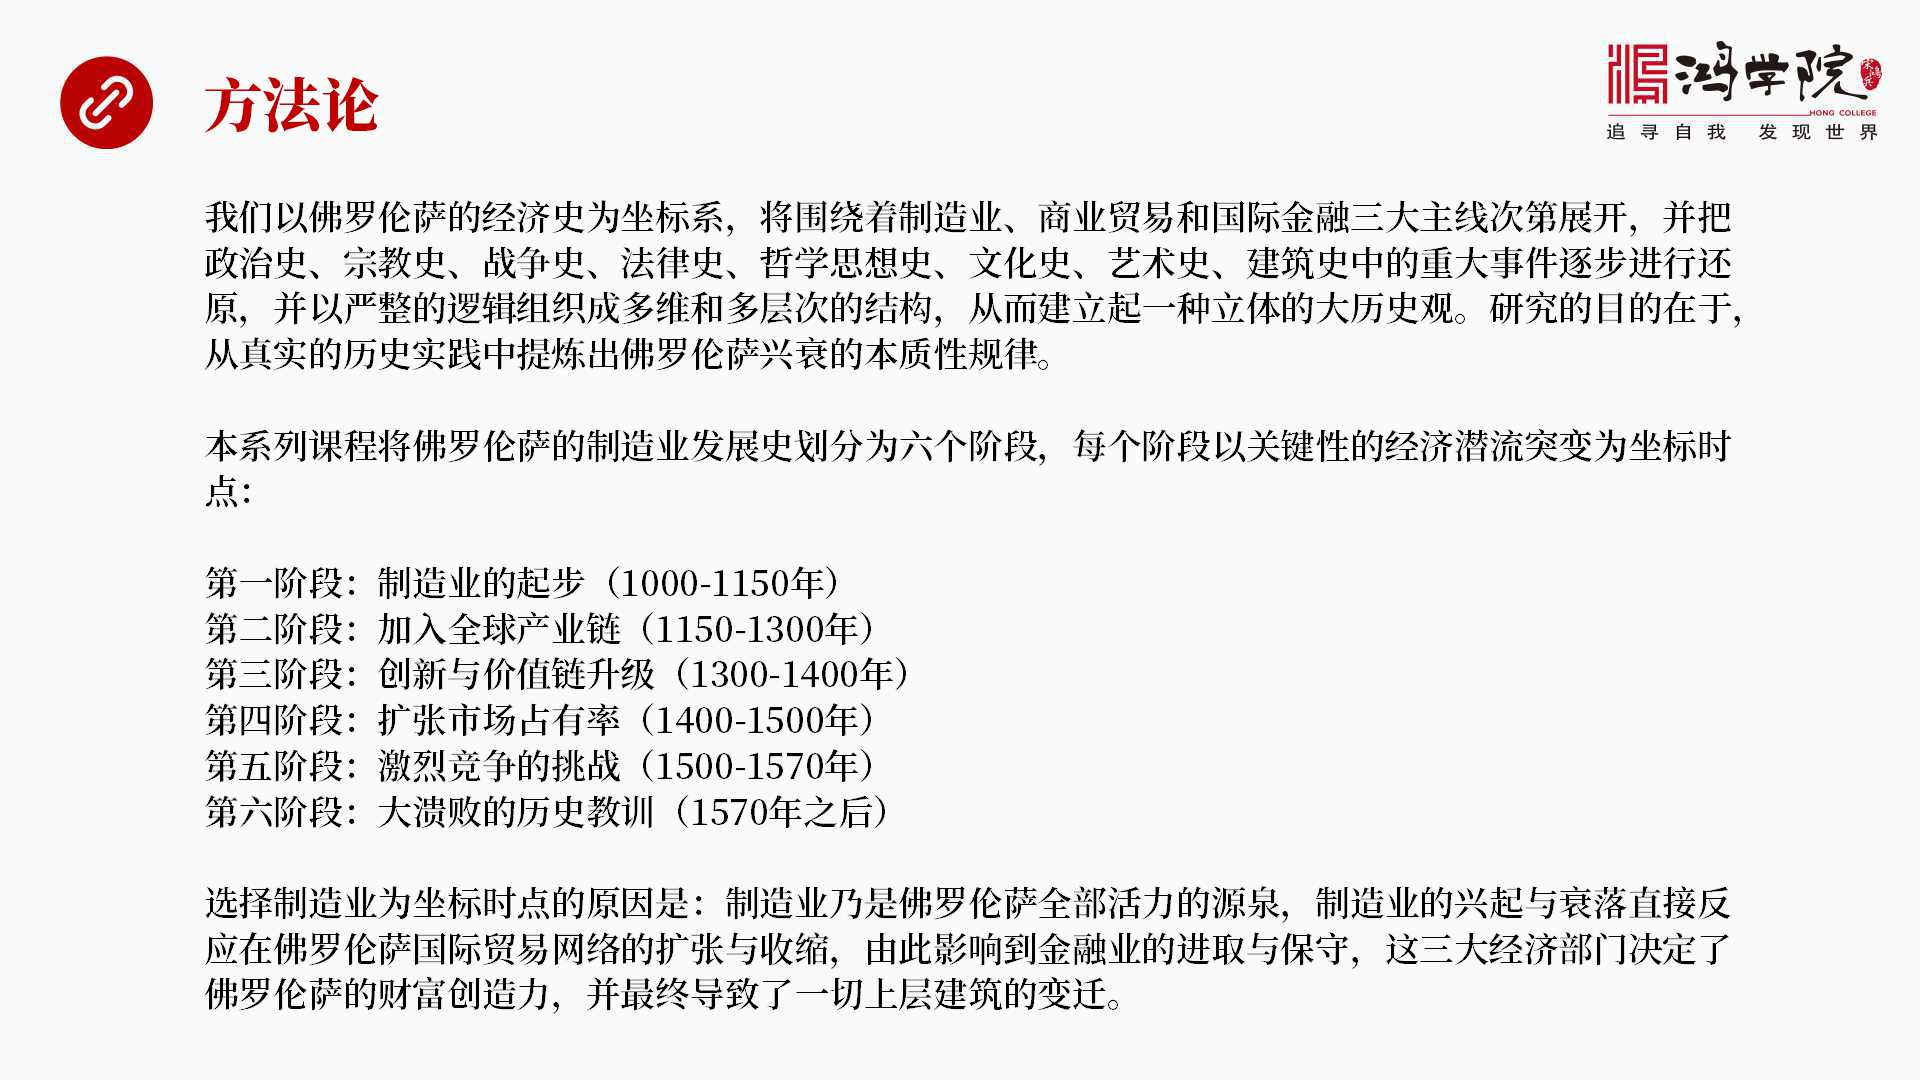 方法论
鸿学院
宋鸿兵
HONG COLLEGE
追寻自我 发现世界
我们以佛罗伦萨的经济史为坐标系，将围绕着制造业、商业贸易和国际金融三大主线次第展开，并把
政治史、宗教史、战争史、法律史、哲学思想史、文化史、艺术史、建筑史中的重大事件逐步进行还
原，并以严整的逻辑组织成多维和多层次的结构，从而建立起一种立体的大历史观。研究的目的在于，
从真实的历史实践中提炼出佛罗伦萨兴衰的本质性规律。
本系列课程将佛罗伦萨的制造业发展史划分为六个阶段，每个阶段以关键性的经济潜流突变为坐标时
点：
第一阶段：制造业的起步（1000-1150年）
第二阶段：加入全球产业链（1150-1300年）
第三阶段：创新与价值链升级（1300-1400年）
第四阶段：扩张市场占有率（1400-1500年）
第五阶段：激烈竞争的挑战（1500-1570年）
第六阶段：大溃败的历史教训（1570年之后）
选择制造业为坐标时点的原因是：制造业乃是佛罗伦萨全部活力的源泉，制造业的兴起与衰落直接反
应在佛罗伦萨国际贸易网络的扩张与收缩，由此影响到金融业的进取与保守，这三大经济部门决定了
佛罗伦萨的财富创造力，并最终导致了一切上层建筑的变迁。